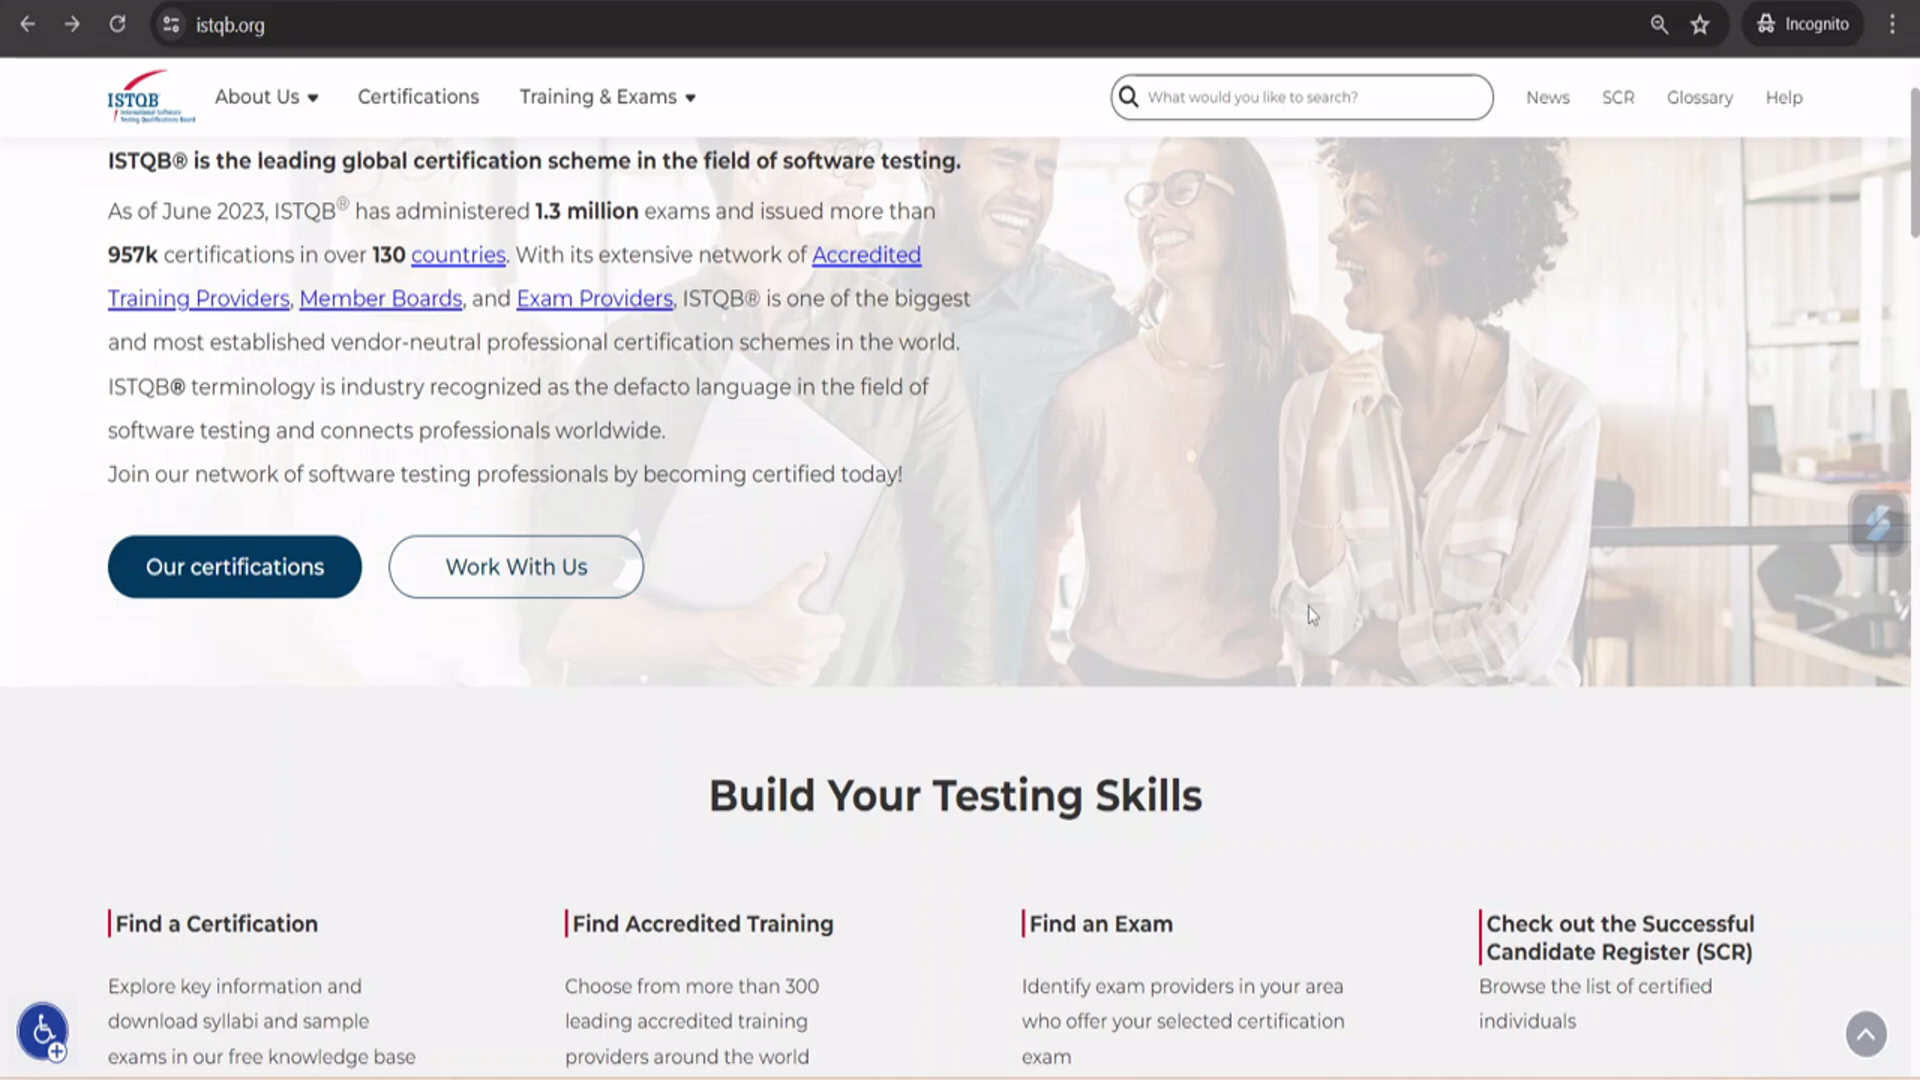 istqb.org
Incognito
ISTQB
International Software
Testing Qualifications Board
About Us
Certifications
Training & Exams
What would you like to search?
News
SCR
Glossary
Help
ISTQB® is the leading global certification scheme in the field of software testing.
As of June 2023, ISTQB® has administered 1.3 million exams and issued more than
957k certifications in over 130 countries. With its extensive network of Accredited
Training Providers, Member Boards, and Exam Providers, ISTQB® is one of the biggest
and most established vendor-neutral professional certification schemes in the world.
ISTQB® terminology is industry recognized as the defacto language in the field of
software testing and connects professionals worldwide.
Join our network of software testing professionals by becoming certified today!
Our certifications
Work With Us
Build Your Testing Skills
Find a Certification
Explore key information and
download syllabi and sample
exams in our free knowledge base
Find Accredited Training
Choose from more than 300
leading accredited training
providers around the world
Find an Exam
Identify exam providers in your area
who offer your selected certification
exam
Check out the Successful
Candidate Register (SCR)
Browse the list of certified
individuals